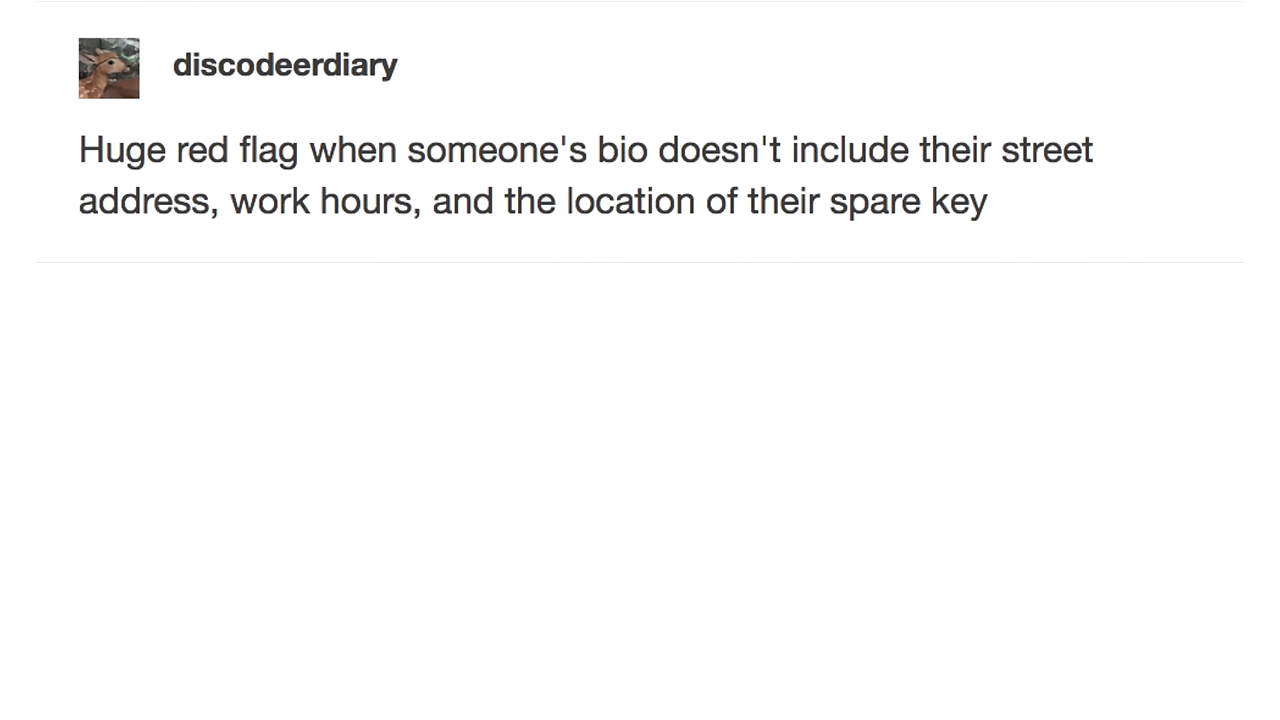 discodeerdiary
Huge red flag when someone's bio doesn't include their street
address, work hours, and the location of their spare key